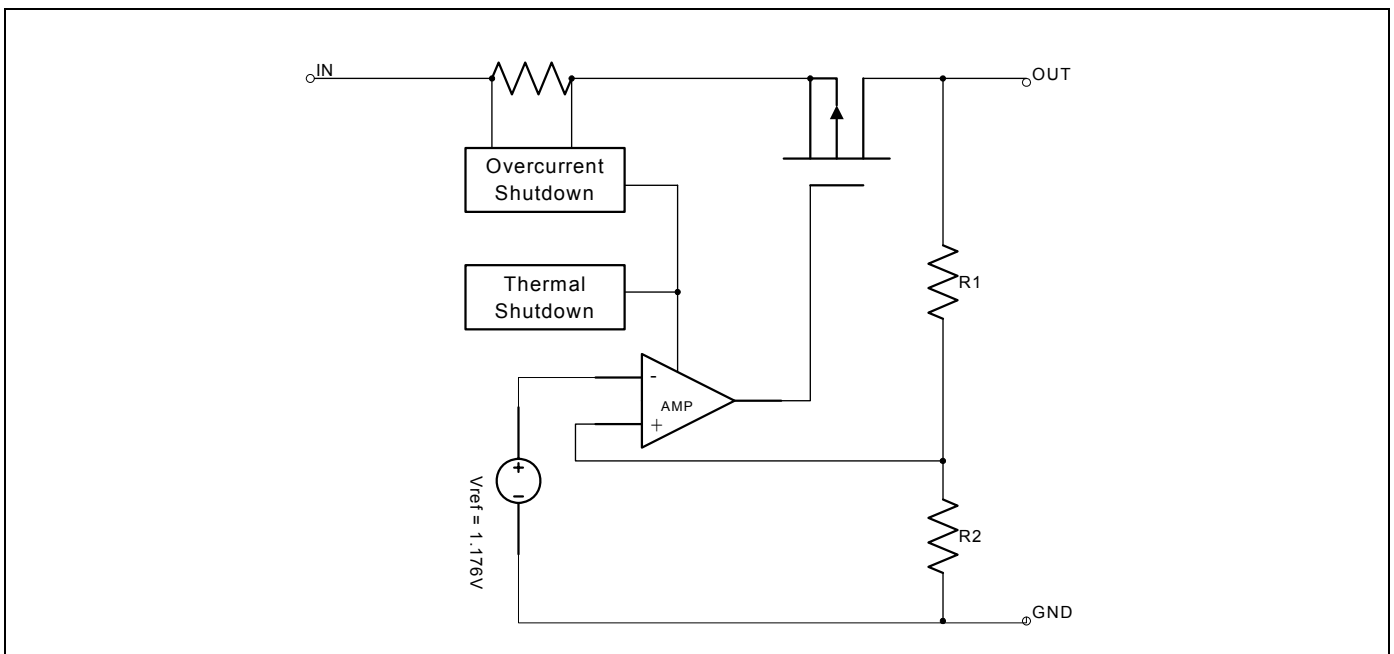 IN
OUT
Overcurrent
Shutdown
Thermal
Shutdown
R1
-
AMP
+
+
–
Vref = 1.176V
R2
GND